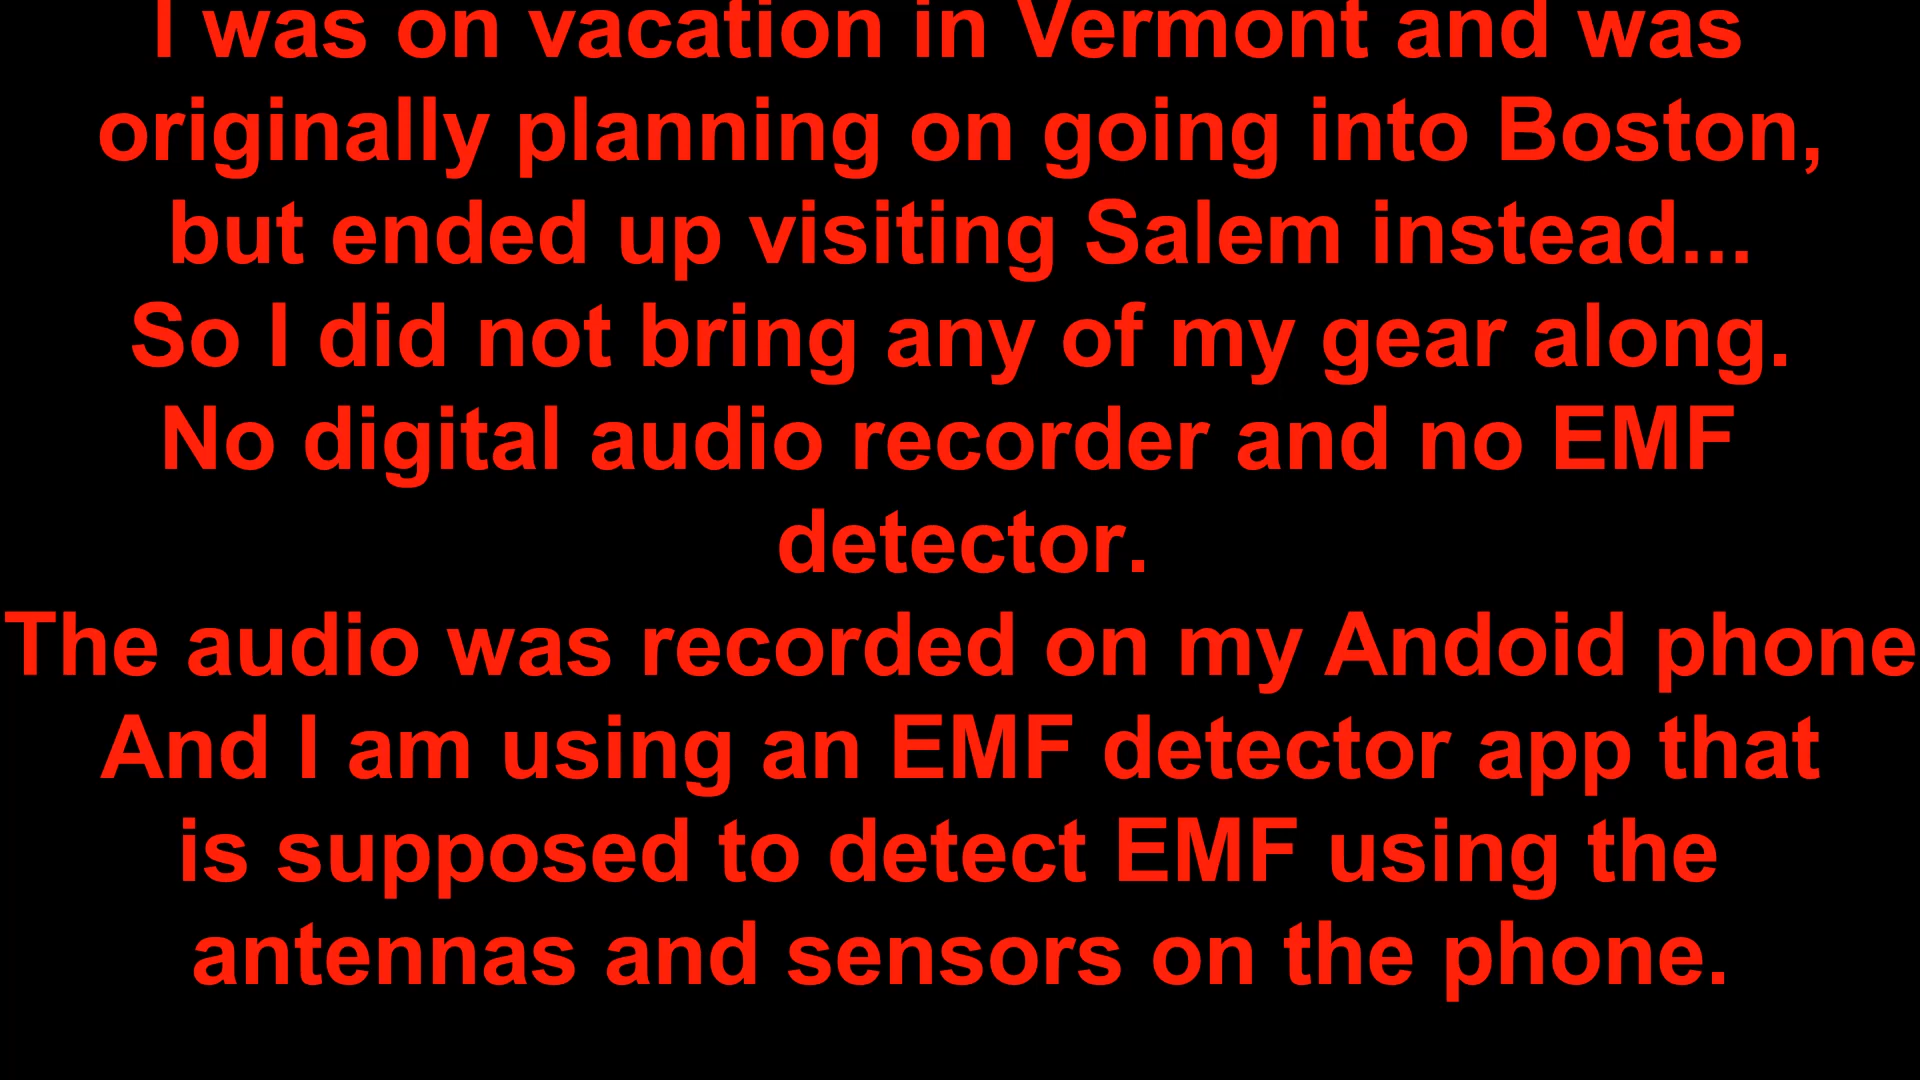 I was on vacation in Vermont and was
originally planning on going into Boston,
but ended up visiting Salem instead...
So I did not bring any of my gear along.
No digital audio recorder and no EMF
detector.
The audio was recorded on my Andoid phone
And I am using an EMF detector app that
is supposed to detect EMF using the
antennas and sensors on the phone.